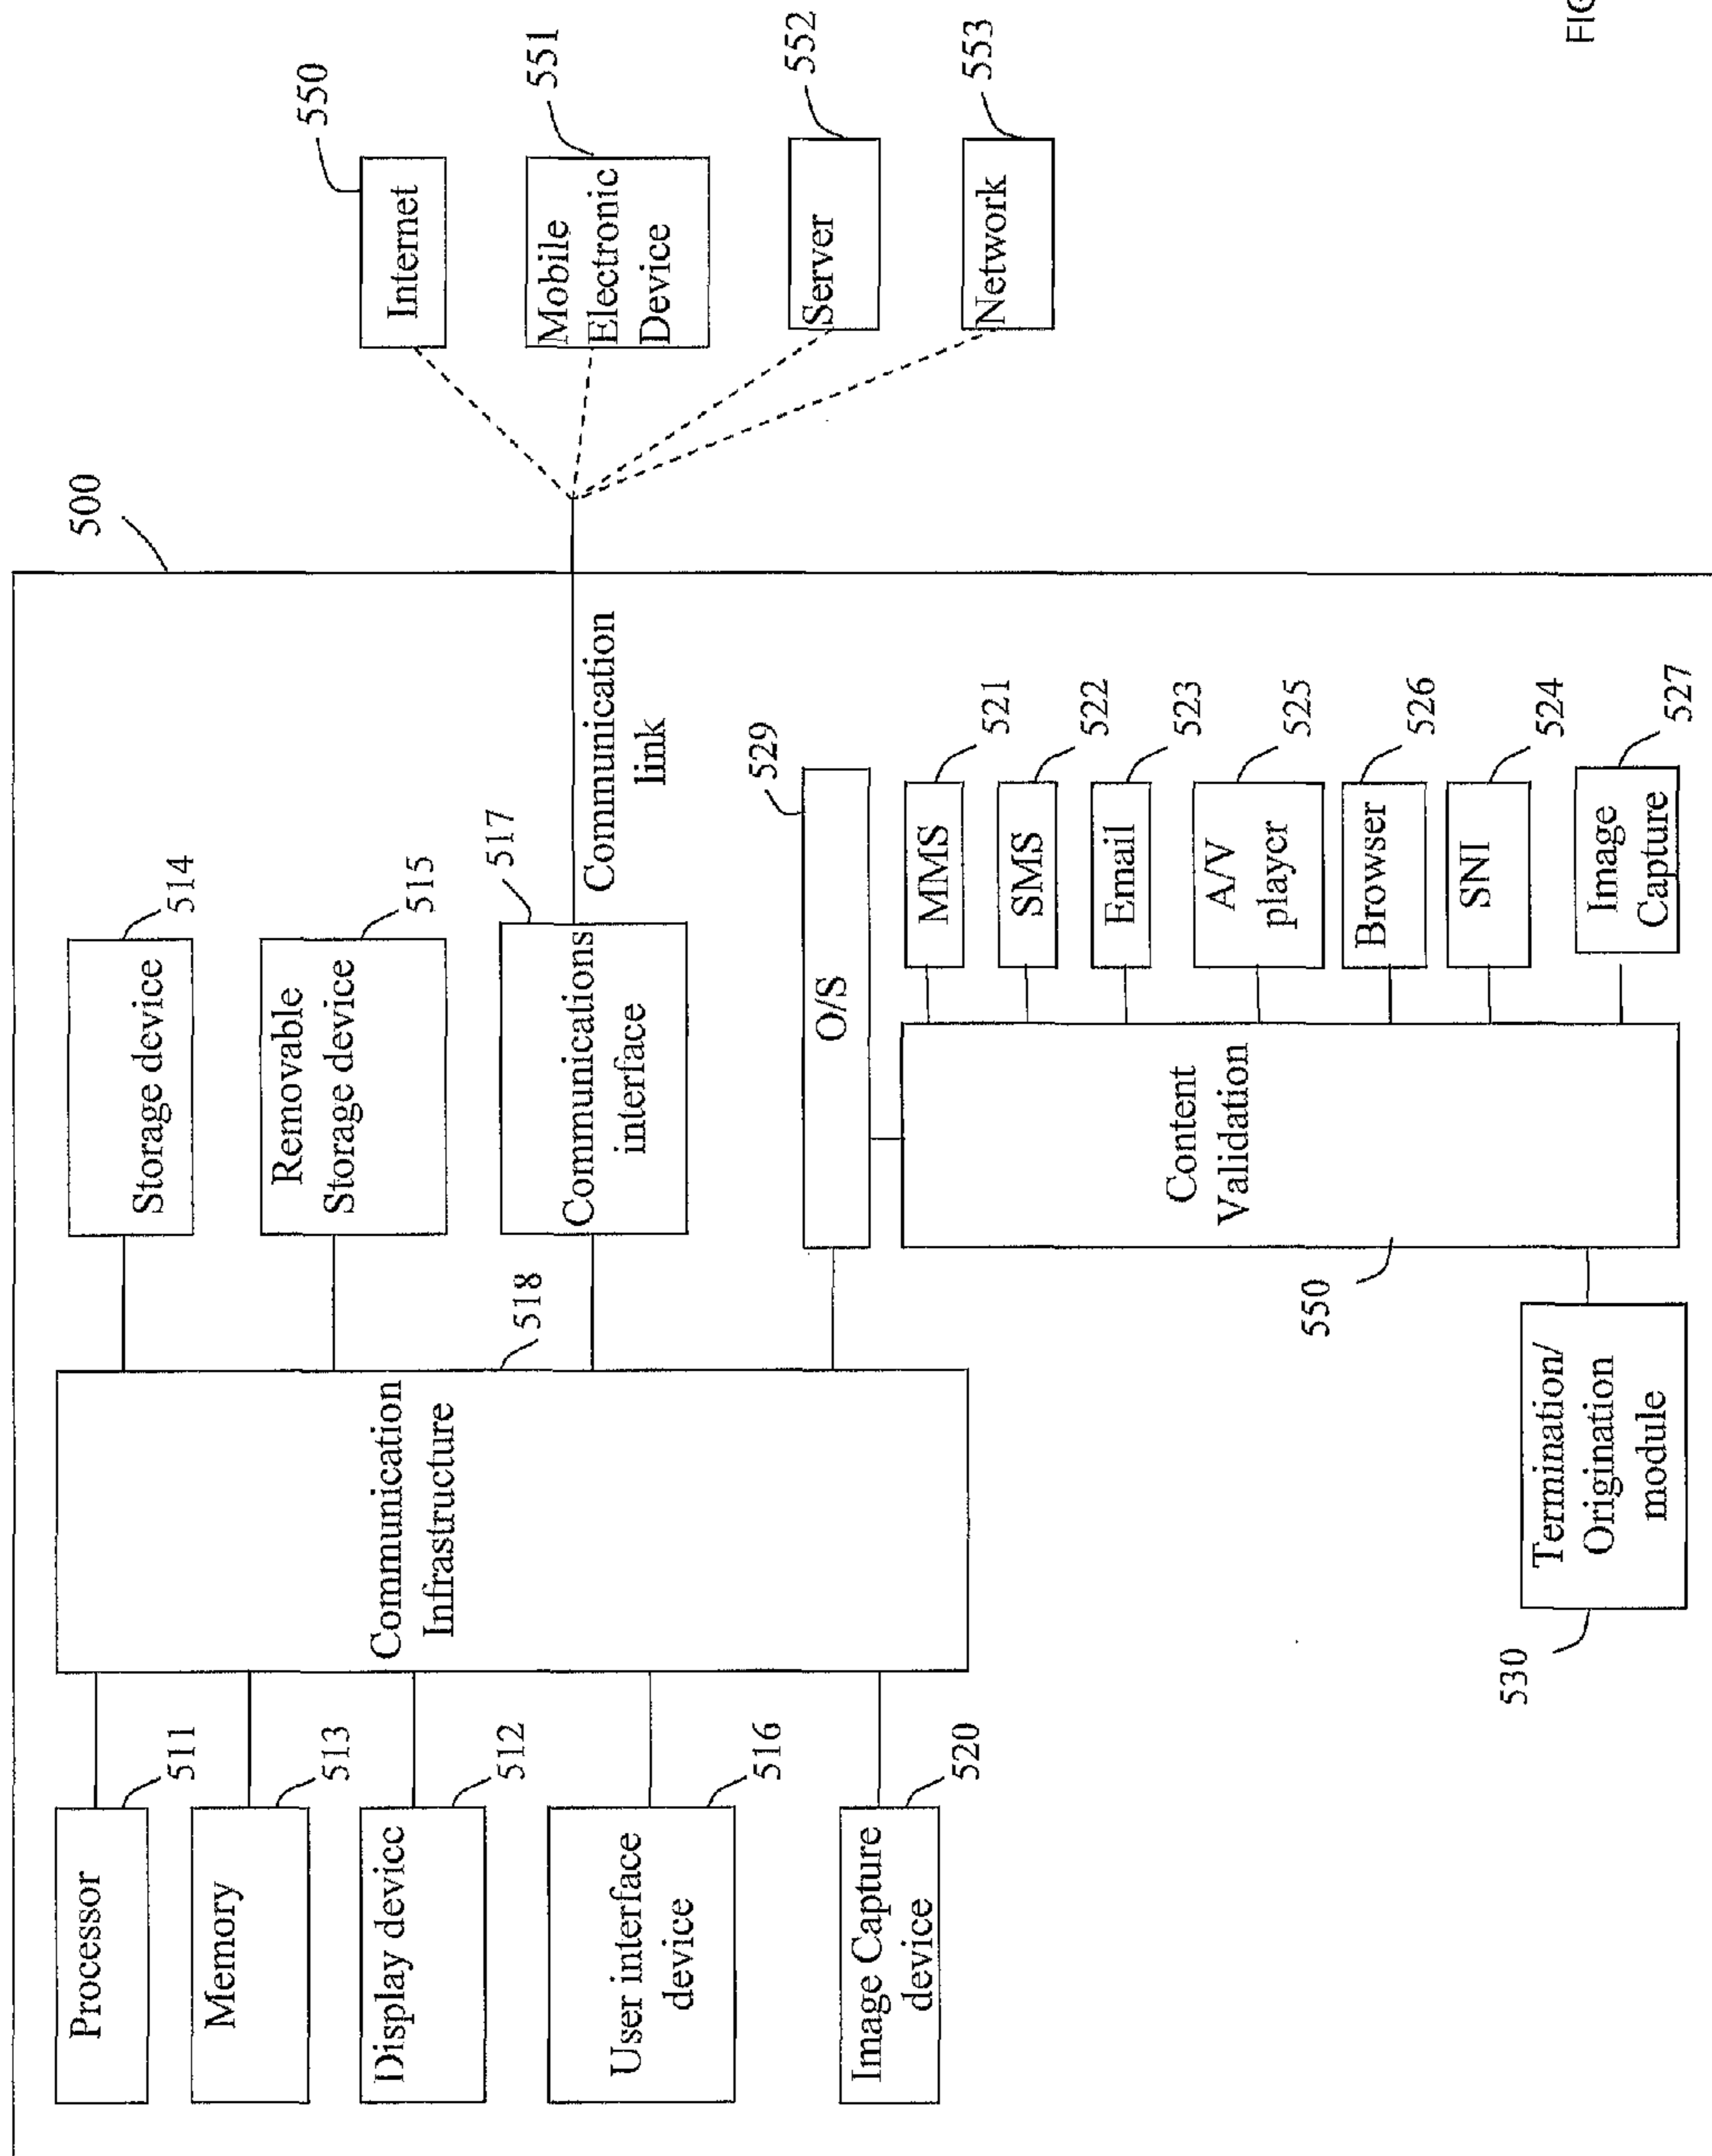 500
Processor
511
Memory
513
Display device
512
User interface
device
516
Image Capture
device
520
Communication
Infrastructure
518
Storage device
514
Removable
Storage device
515
Communications
interface
517
Communication
link
O/S
529
Content
Validation
550
MMS
521
SMS
522
Email
523
A/V
player
525
Browser
526
SNI
524
Image
Capture
527
Termination/
Origination
module
530
Internet
550
Mobile
Electronic
Device
551
Server
552
Network
553
FIG